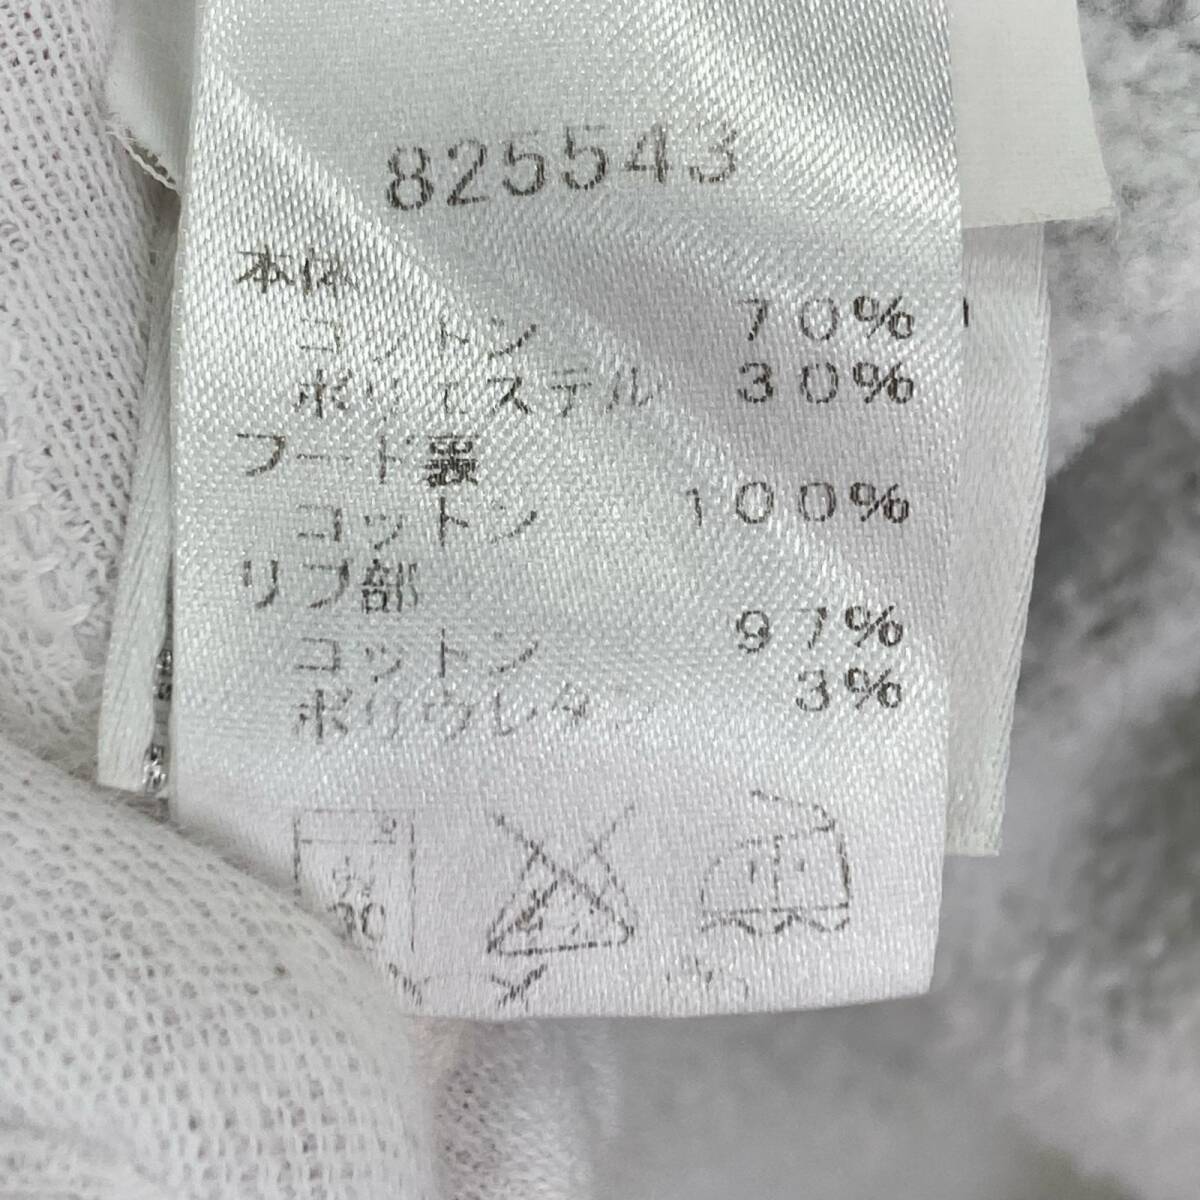 825543
本体
コットン 70%
ポリエステル 30%
フード裏
コットン 100%
リブ部
コットン 97%
ポリウレタン 3%
30